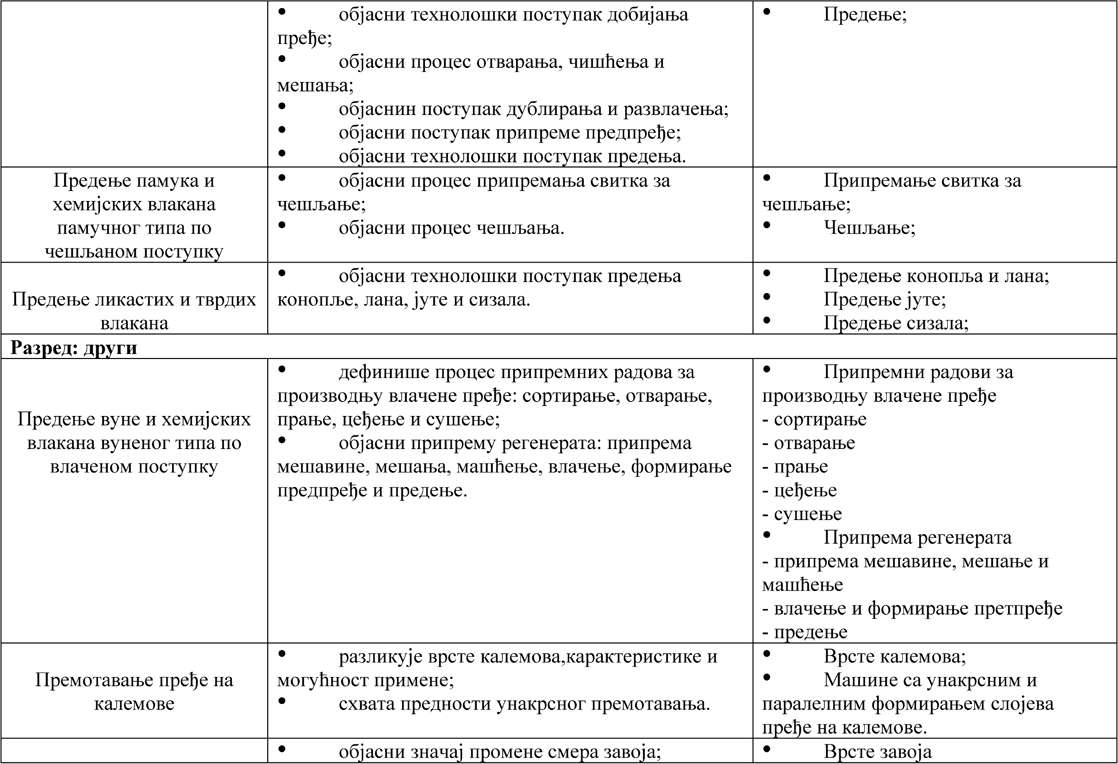 • објасни технолошки поступак добијања
пређе;
• објасни процес отварања, чишћења и
мешања;
• објаснин поступак дублирања и развлачења;
• објасни поступак припреме предпређе;
• објасни технолошки поступак предења.
• Предење;
Предење памука и
хемијских влакана
памучног типа по
чешљаном поступку
• објасни процес припремања свитка за
чешљање;
• објасни процес чешљања.
• Припремање свитка за
чешљање;
• Чешљање;
Предење ликастих и тврдих
влакана
• објасни технолошки поступак предења
конопље, лана, јуте и сизала.
• Предење конопља и лана;
• Предење јуте;
• Предење сизала;
Разред: други
Предење вуне и хемијских
влакана вуненог типа по
влаченом поступку
• дефинише процес припремних радова за
производњу влачене пређе: сортирање, отварање,
прање, цеђење и сушење;
• објасни припрему регенерата: припрема
мешавине, мешања, машћење, влачење, формирање
предпређе и предење.
• Припремни радови за
производњу влачене пређе
- сортирање
- отварање
- прање
- цеђење
- сушење
• Припрема регенерата
- припрема мешавине, мешање и
машћење
- влачење и формирање претпређе
- предење
Премотавање пређе на
калемове
• разликује врсте калемова,карактеристике и
могућност примене;
• схвата предности унакрсног премотавања.
• Врсте калемова;
• Машине са унакрсним и
паралелним формирањем слојева
пређе на калемове.
• објасни значај промене смера завоја;
• Врсте завоја